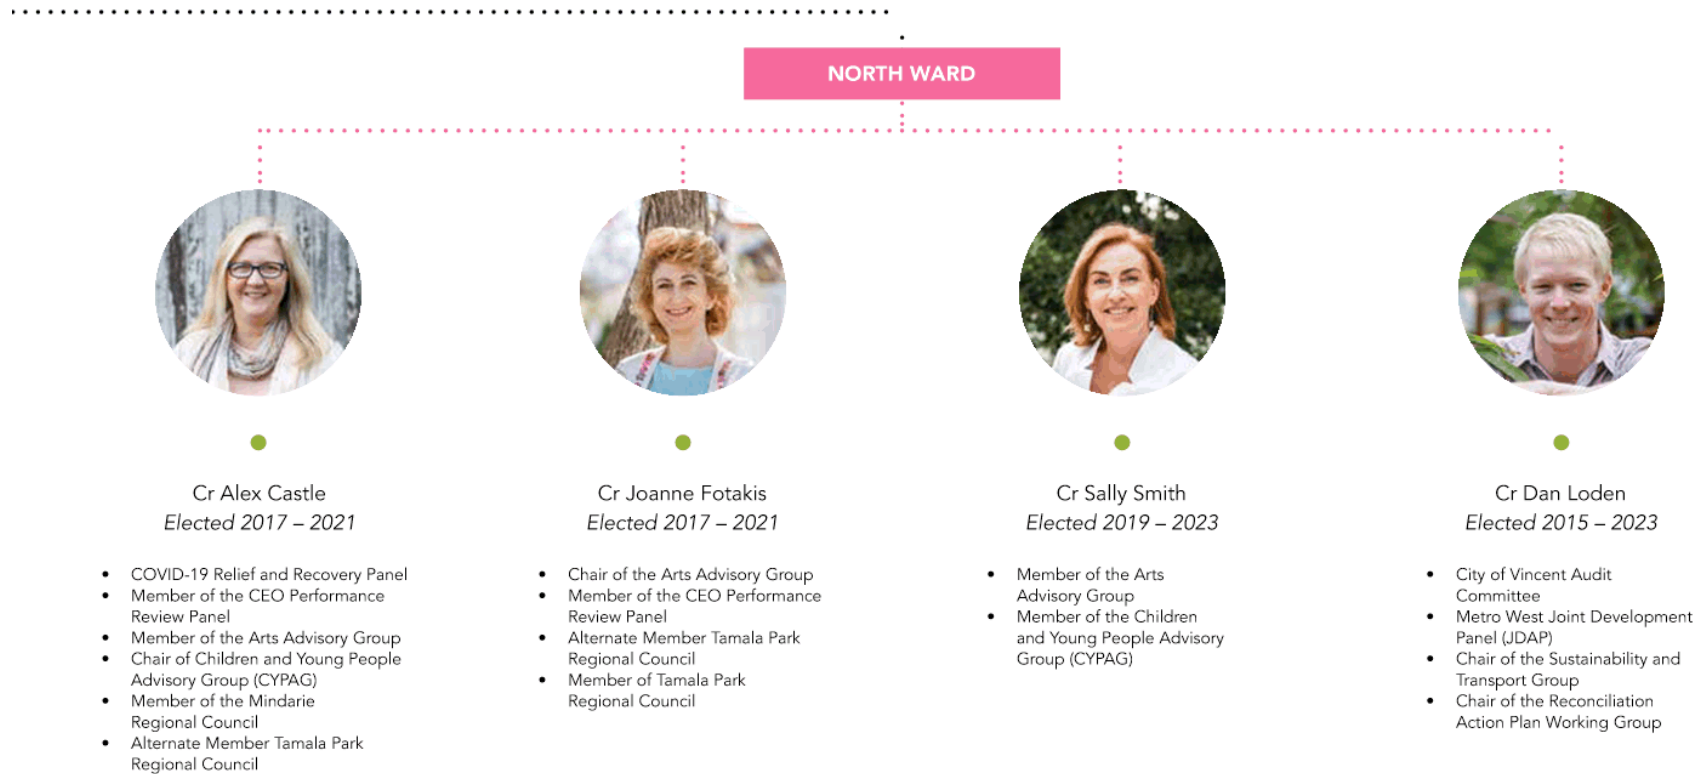 NORTH WARD
Cr Alex Castle
Elected 2017 – 2021
• COVID-19 Relief and Recovery Panel
• Member of the CEO Performance
Review Panel
• Member of the Arts Advisory Group
• Chair of Children and Young People
Advisory Group (CYPAG)
• Member of the Mindarie
Regional Council
• Alternate Member Tamala Park
Regional Council
Cr Joanne Fotakis
Elected 2017 – 2021
• Chair of the Arts Advisory Group
• Member of the CEO Performance
Review Panel
• Alternate Member Tamala Park
Regional Council
• Member of Tamala Park
Regional Council
Cr Sally Smith
Elected 2019 – 2023
• Member of the Arts
Advisory Group
• Member of the Children
and Young People Advisory
Group (CYPAG)
Cr Dan Loden
Elected 2015 – 2023
• City of Vincent Audit
Committee
• Metro West Joint Development
Panel (JDAP)
• Chair of the Sustainability and
Transport Group
• Chair of the Reconciliation
Action Plan Working Group